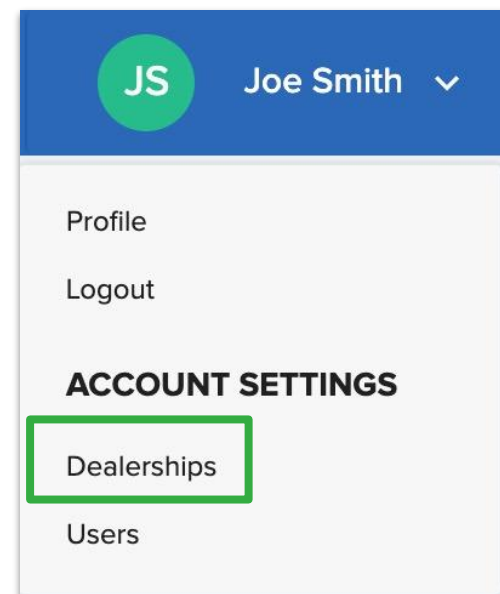 JS Joe Smith
Profile
Logout
ACCOUNT SETTINGS
Dealerships
Users